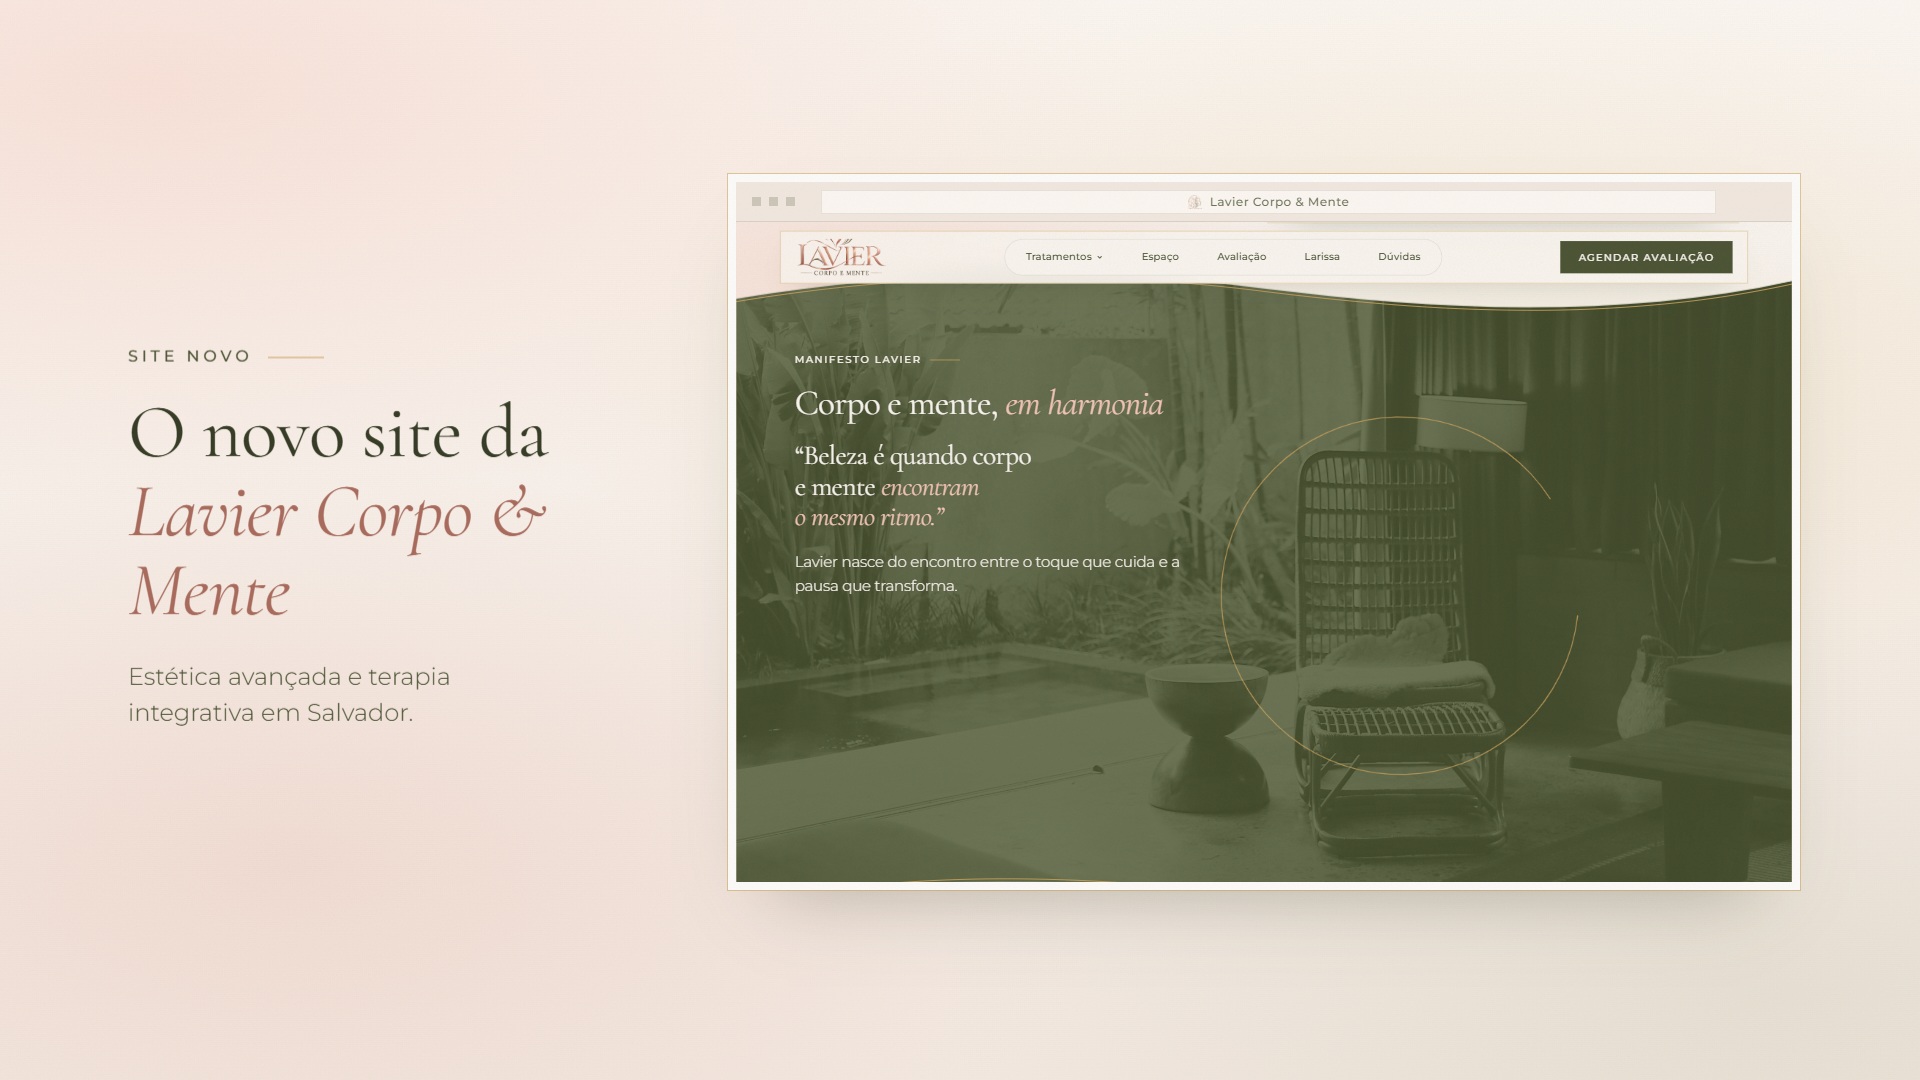 SITE NOVO
O novo site da
Lavier Corpo &
Mente
Estética avançada e terapia
integrativa em Salvador.
Lavier Corpo & Mente
LAVIER
CORPO E MENTE
Tratamentos
Espaço
Avaliação
Larissa
Dúvidas
AGENDAR AVALIAÇÃO
MANIFESTO LAVIER
Corpo e mente, em harmonia
“Beleza é quando corpo
e mente encontram
o mesmo ritmo.”
Lavier nasce do encontro entre o toque que cuida e a
pausa que transforma.